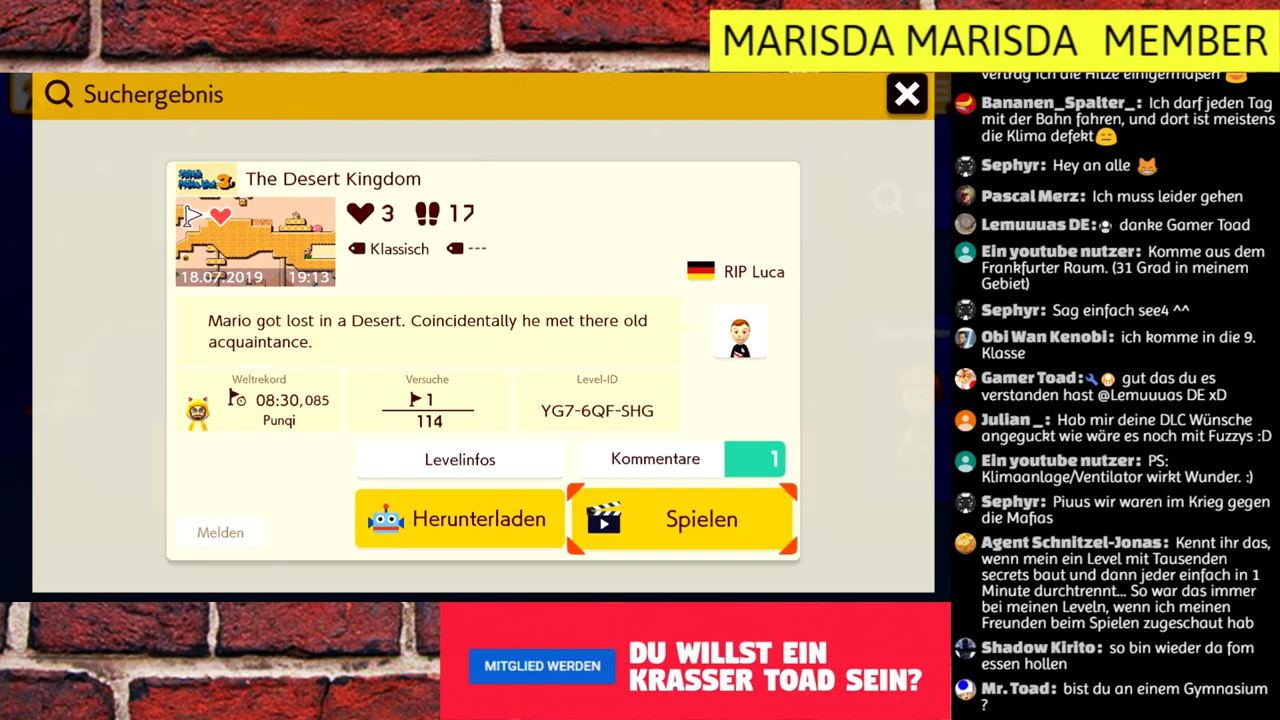 MARISDA MARISDA MEMBER
Suchergebnis
The Desert Kingdom
3 17
Klassisch ---
18.07.2019 19:13
RIP Luca
Mario got lost in a Desert. Coincidentally he met there old
acquaintance.
Weltrekord
08:30,085
Punqi
Versuche
1
114
Level-ID
YG7-6QF-SHG
Levelinfos
Kommentare 1
Melden
Herunterladen
Spielen
MITGLIED WERDEN
DU WILLST EIN
KRASSER TOAD SEIN?
vertrag ich die Hitze einigermaßen
Bananen_Spalter_: Ich darf jeden Tag
mit der Bahn fahren, und dort ist meistens
die Klima defekt
Sephyr: Hey an alle
Pascal Merz: Ich muss leider gehen
Lemuuuas DE: danke Gamer Toad
Ein youtube nutzer: Komme aus dem
Frankfurter Raum. (31 Grad in meinem
Gebiet)
Sephyr: Sag einfach see4 ^^
Obi Wan Kenobi: ich komme in die 9.
Klasse
Gamer Toad: gut das du es
verstanden hast @Lemuuuas DE xD
Julian_: Hab mir deine DLC Wünsche
angeguckt wie wäre es noch mit Fuzzys :D
Ein youtube nutzer: PS:
Klimaanlage/Ventilator wirkt Wunder. :)
Sephyr: Piuus wir waren im Krieg gegen
die Mafias
Agent Schnitzel-Jonas: Kennt ihr das,
wenn mein ein Level mit Tausenden
secrets baut und dann jeder einfach in 1
Minute durchtrennt... So war das immer
bei meinen Leveln, wenn ich meinen
Freunden beim Spielen zugeschaut hab
Shadow Kirito: so bin wieder da fom
essen hollen
Mr. Toad: bist du an einem Gymnasium
?